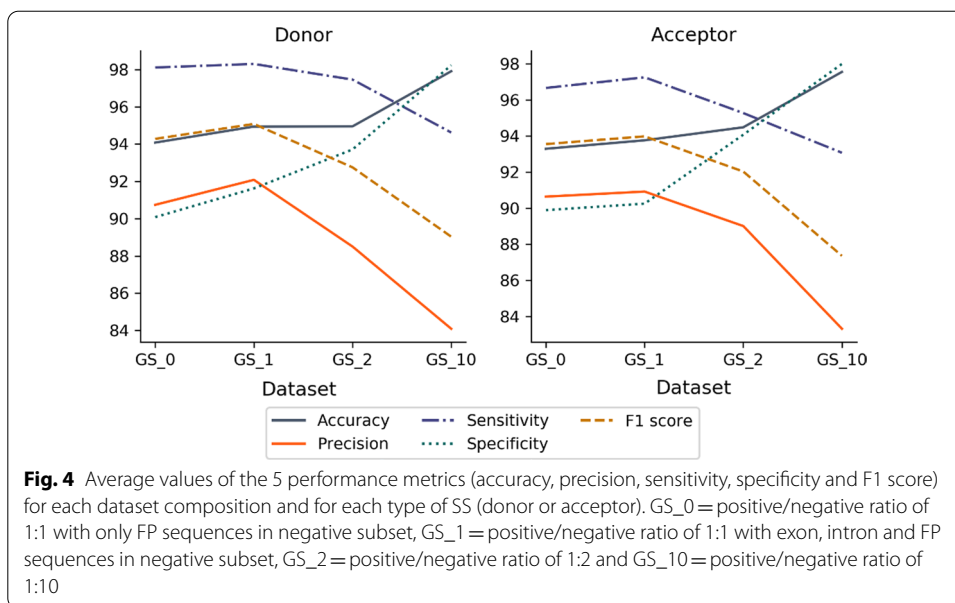 Donor
98
96
94
92
90
88
86
84
GS_0 GS_1 GS_2 GS_10
Dataset
Acceptor
98
96
94
92
90
88
86
84
GS_0 GS_1 GS_2 GS_10
Dataset
Accuracy Sensitivity F1 score
Precision Specificity
Fig. 4 Average values of the 5 performance metrics (accuracy, precision, sensitivity, specificity and F1 score)
for each dataset composition and for each type of SS (donor or acceptor). GS_0 = positive/negative ratio of
1:1 with only FP sequences in negative subset, GS_1 = positive/negative ratio of 1:1 with exon, intron and FP
sequences in negative subset, GS_2 = positive/negative ratio of 1:2 and GS_10 = positive/negative ratio of
1:10